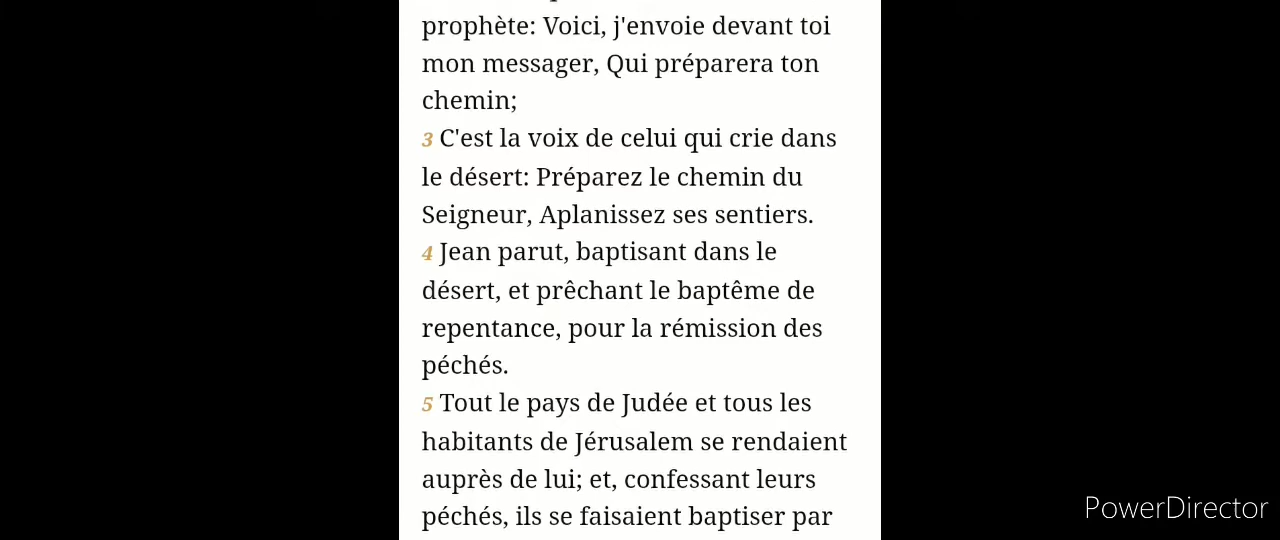 prophète: Voici, j'envoie devant toi
mon messager, Qui préparera ton
chemin;
3 C'est la voix de celui qui crie dans
le désert: Préparez le chemin du
Seigneur, Aplanissez ses sentiers.
4 Jean parut, baptisant dans le
désert, et prêchant le baptême de
repentance, pour la rémission des
péchés.
5 Tout le pays de Judée et tous les
habitants de Jérusalem se rendaient
auprès de lui; et, confessant leurs
péchés, ils se faisaient baptiser par
PowerDirector